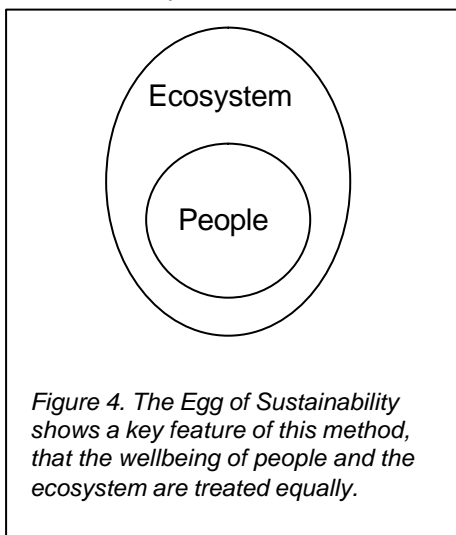 Ecosystem
People
Figure 4. The Egg of Sustainability
shows a key feature of this method,
that the wellbeing of people and the
ecosystem are treated equally.